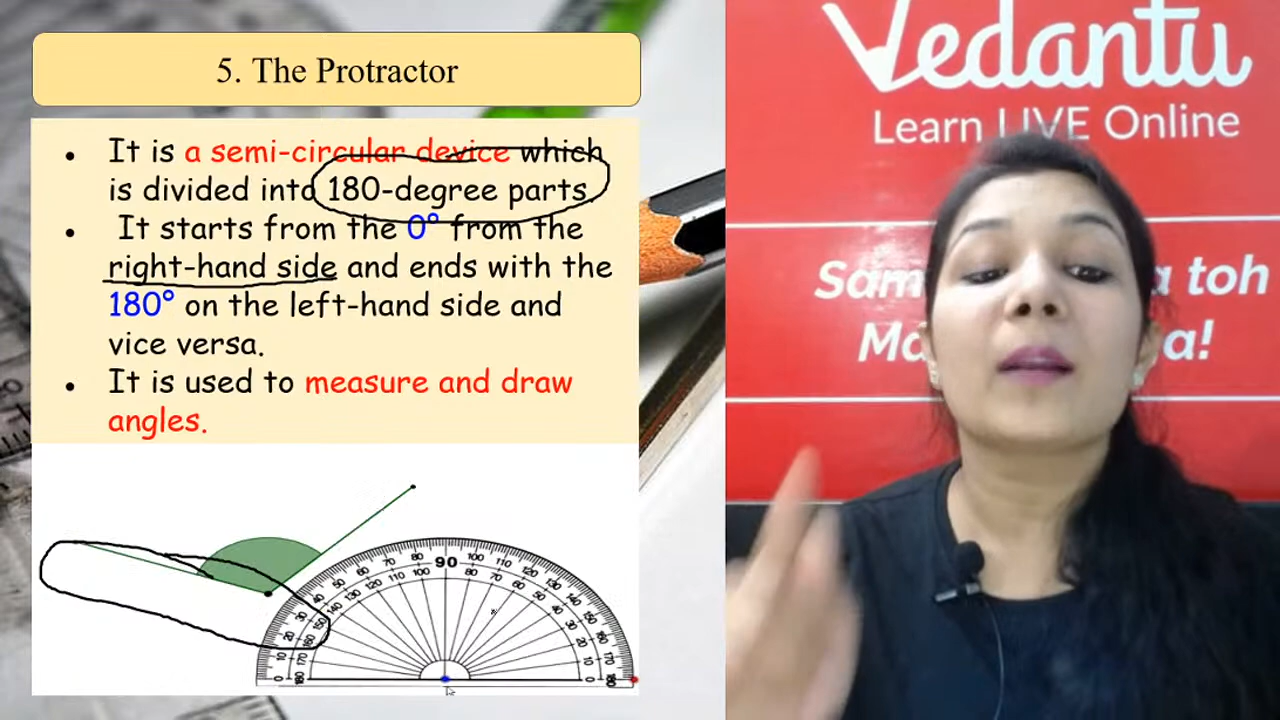 5. The Protractor
• It is a semi-circular device which
is divided into 180-degree parts.
• It starts from the 0° from the
right-hand side and ends with the
180° on the left-hand side and
vice versa.
• It is used to measure and draw
angles.
90
Vedantu
Learn LIVE Online
a toh
a!